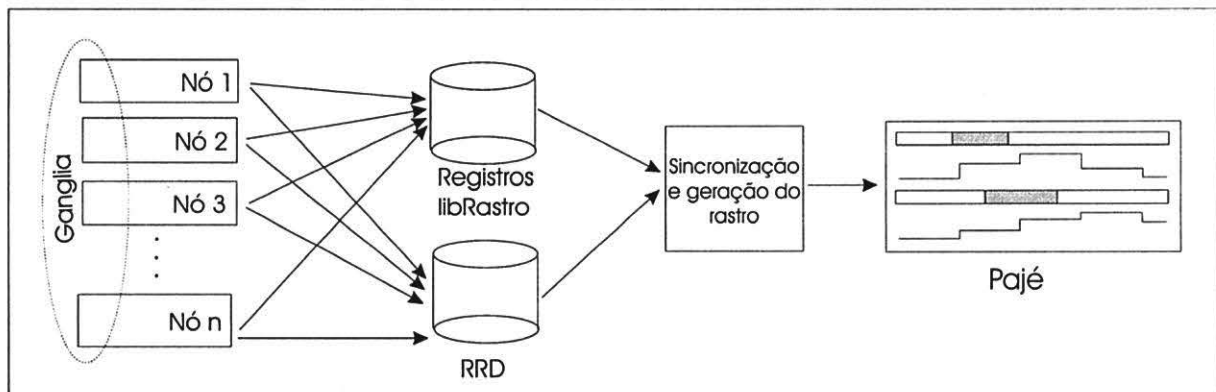 Ganglia
Nó 1
Nó 2
Nó 3
Nó n
Registros
libRastro
RRD
Sincronização
e geração do
rastro
Pajé